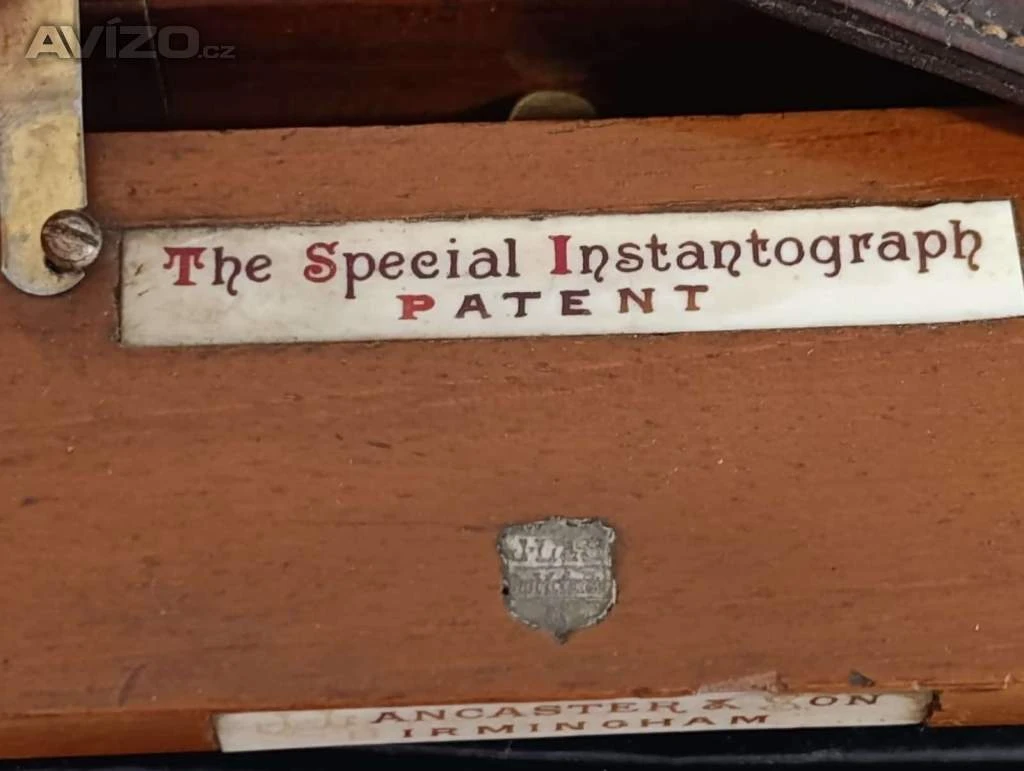 AVÍZO.cz
The Special Instantograph
PATENT
J.L.&S
ANCASTER & SON
IRMINGHAM